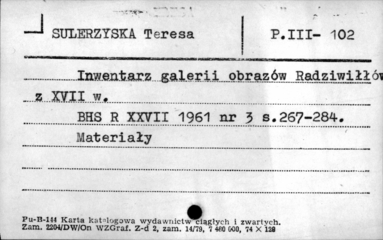 SULERZYSKA Teresa
P.III- 102
Inwentarz galerii obrazów Radziwiłłów
z XVII w.
BHS R XXVII 1961 nr 3 s.267-284.
Materiały
Pu-B-144 Karta katalogowa wydawnictw ciągłych i zwartych.
Zam. 2204/DW/On WZGraf. Z-d 2, zam. 14/79, 7 400 000, 74 X 128